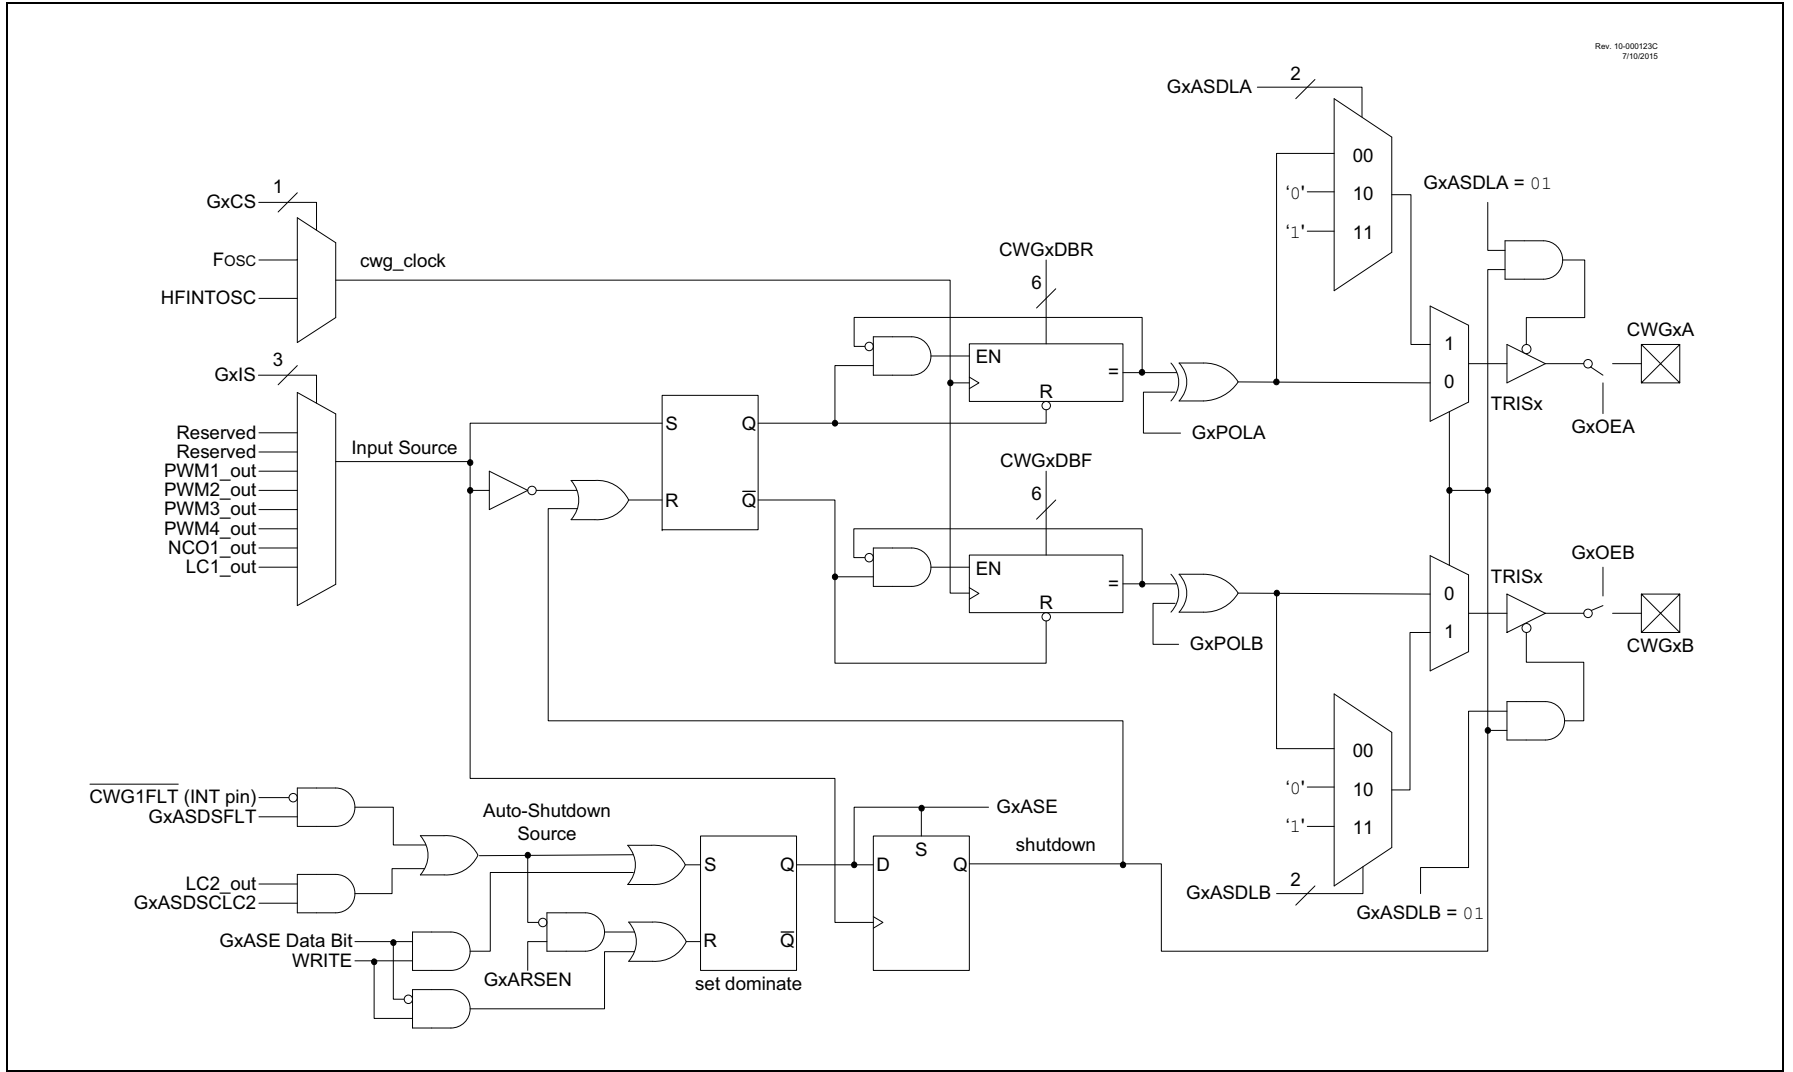 Rev. 10-000123C
7/10/2015
GxASDLA
2
00
‘0'
10
‘1'
11
GxASDLA = 01
1
GxCS
FOSC
HFINTOSC
cwg_clock
3
GxIS
Reserved
Reserved
PWM1_out
PWM2_out
PWM3_out
PWM4_out
NCO1_out
LC1_out
Input Source
S
Q
R
Q̅
CWGxDBR
6
EN
=
R
GxPOLA
1
0
TRISx
CWGxA
GxOEA
CWGxDBF
6
EN
=
R
GxPOLB
0
1
TRISx
GxOEB
CWGxB
00
‘0'
10
‘1'
11
GxASDLB
2
GxASDLB = 01
C̅W̅G̅1̅F̅L̅T̅ (INT pin)
GxASDSFLT
LC2_out
GxASDSCLC2
GxASE Data Bit
WRITE
Auto-Shutdown
Source
GxARSEN
S
Q
R
Q̅
set dominate
GxASE
D
S
Q
shutdown